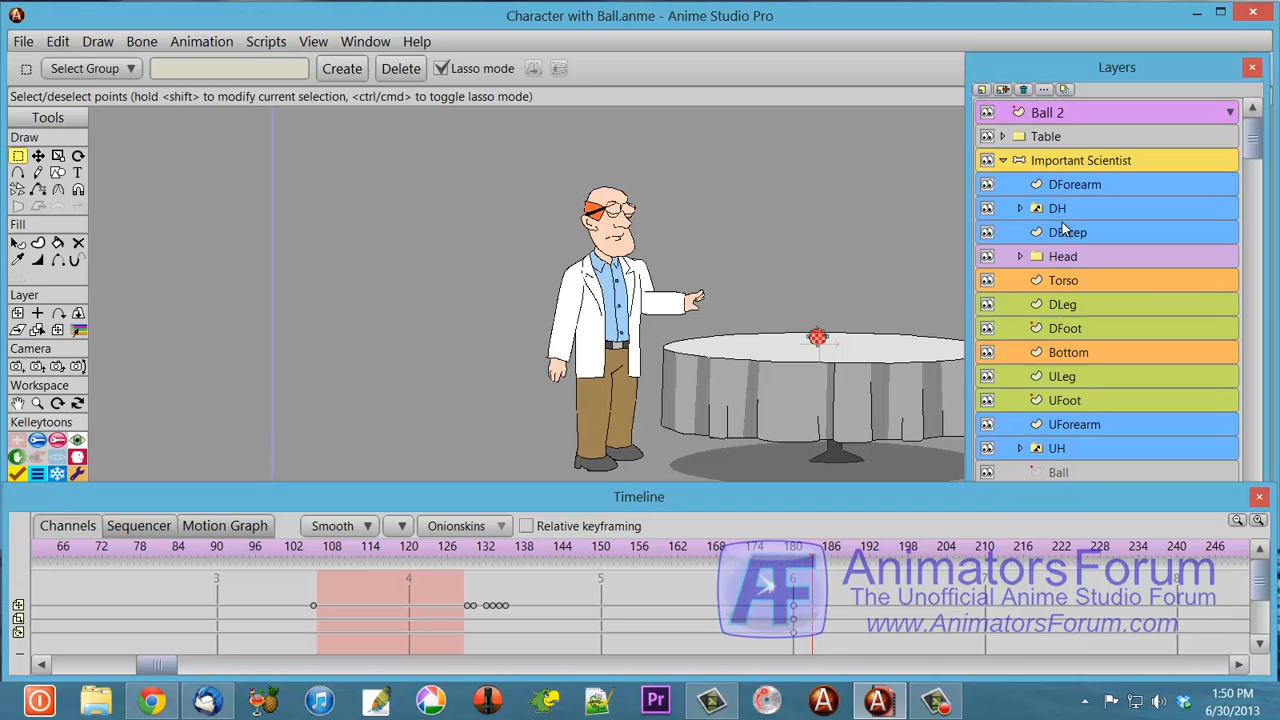 Character with Ball.anme - Anime Studio Pro
File Edit Draw Bone Animation Scripts View Window Help
Select Group Create Delete Lasso mode
Select/deselect points (hold <shift> to modify current selection, <ctrl/cmd> to toggle lasso mode)
Tools
Draw
Fill
Layer
Camera
Workspace
Kelleytoons
Layers
Ball 2
Table
Important Scientist
DForearm
DH
Head
Torso
DLeg
DFoot
Bottom
ULeg
UFoot
UForearm
UH
Ball
Timeline
Channels Sequencer Motion Graph Smooth Onionskins Relative keyframing
66 72 78 84 90 96 102 108 114 120 126 132 138 144 150 156 162 168 174 180 186 192 198 204 210 216 222 228 234 240 246
3 4 5 6 7 8
AF AnimatorsForum
The Unofficial Anime Studio Forum
www.AnimatorsForum.com
Pr
1:50 PM
6/30/2013